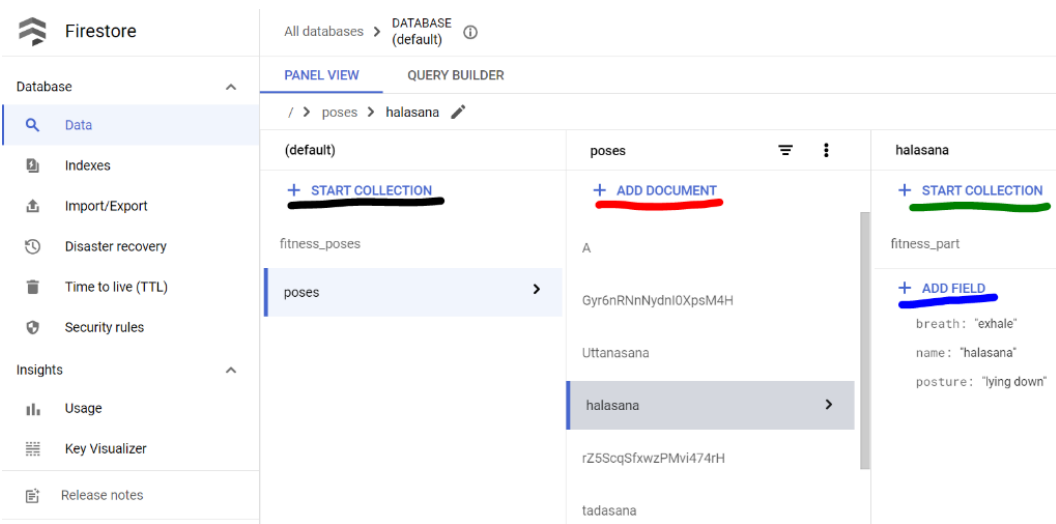 Firestore
All databases
DATABASE
(default)
Database
PANEL VIEW
QUERY BUILDER
Data
/ > poses > halasana
Indexes
Import/Export
Disaster recovery
Time to live (TTL)
Security rules
Insights
Usage
Key Visualizer
Release notes
(default)
+ START COLLECTION
fitness_poses
poses
poses
+ ADD DOCUMENT
A
Gyr6nRNnNydnI0XpsM4H
Uttanasana
halasana
rZ5ScqSfxwzPMvi474rH
tadasana
halasana
+ START COLLECTION
fitness_part
+ ADD FIELD
breath: "exhale"
name: "halasana"
posture: "lying down"